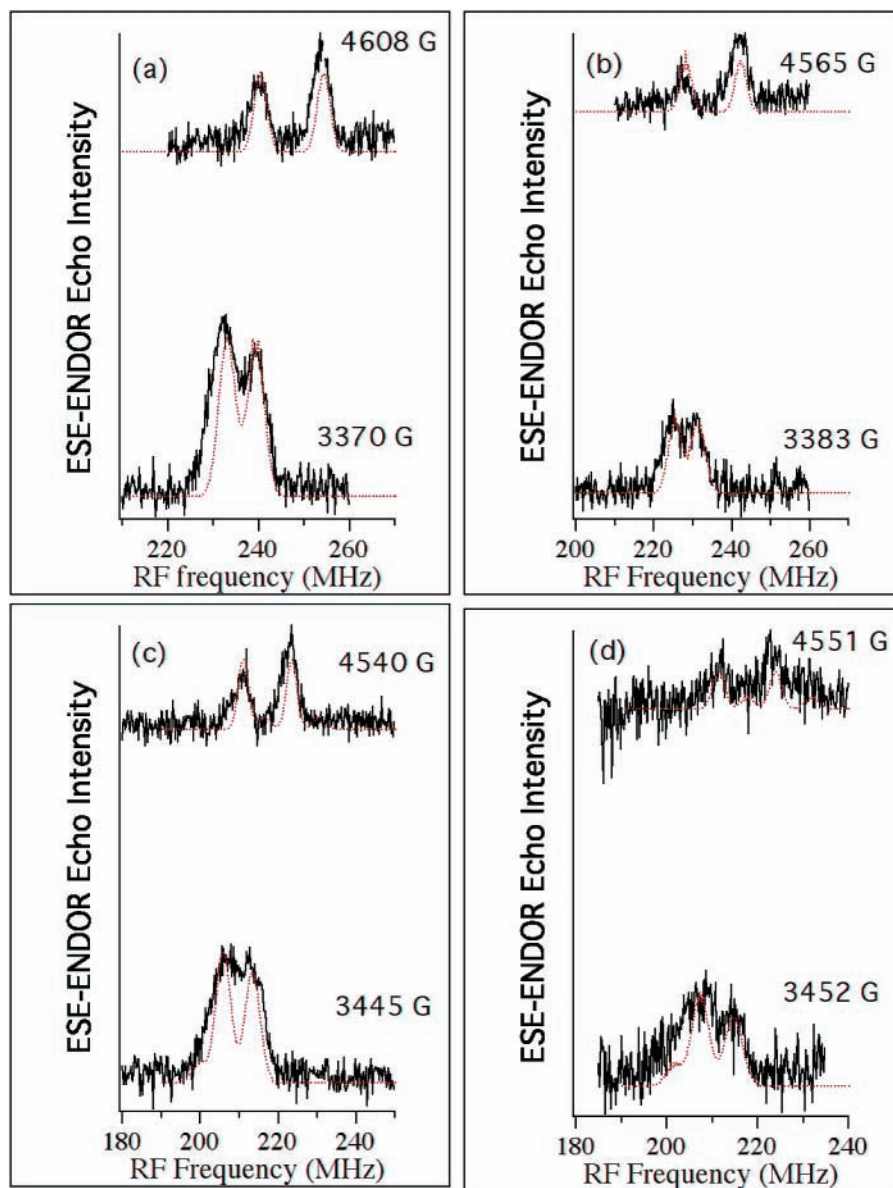 (a)
4608 G
3370 G
ESE-ENDOR Echo Intensity
220 240 260
RF frequency (MHz)
(b)
4565 G
3383 G
ESE-ENDOR Echo Intensity
200 220 240 260
RF Frequency (MHz)
(c)
4540 G
3445 G
ESE-ENDOR Echo Intensity
180 200 220 240
RF Frequency (MHz)
(d)
4551 G
3452 G
ESE-ENDOR Echo Intensity
180 200 220 240
RF Frequency (MHz)